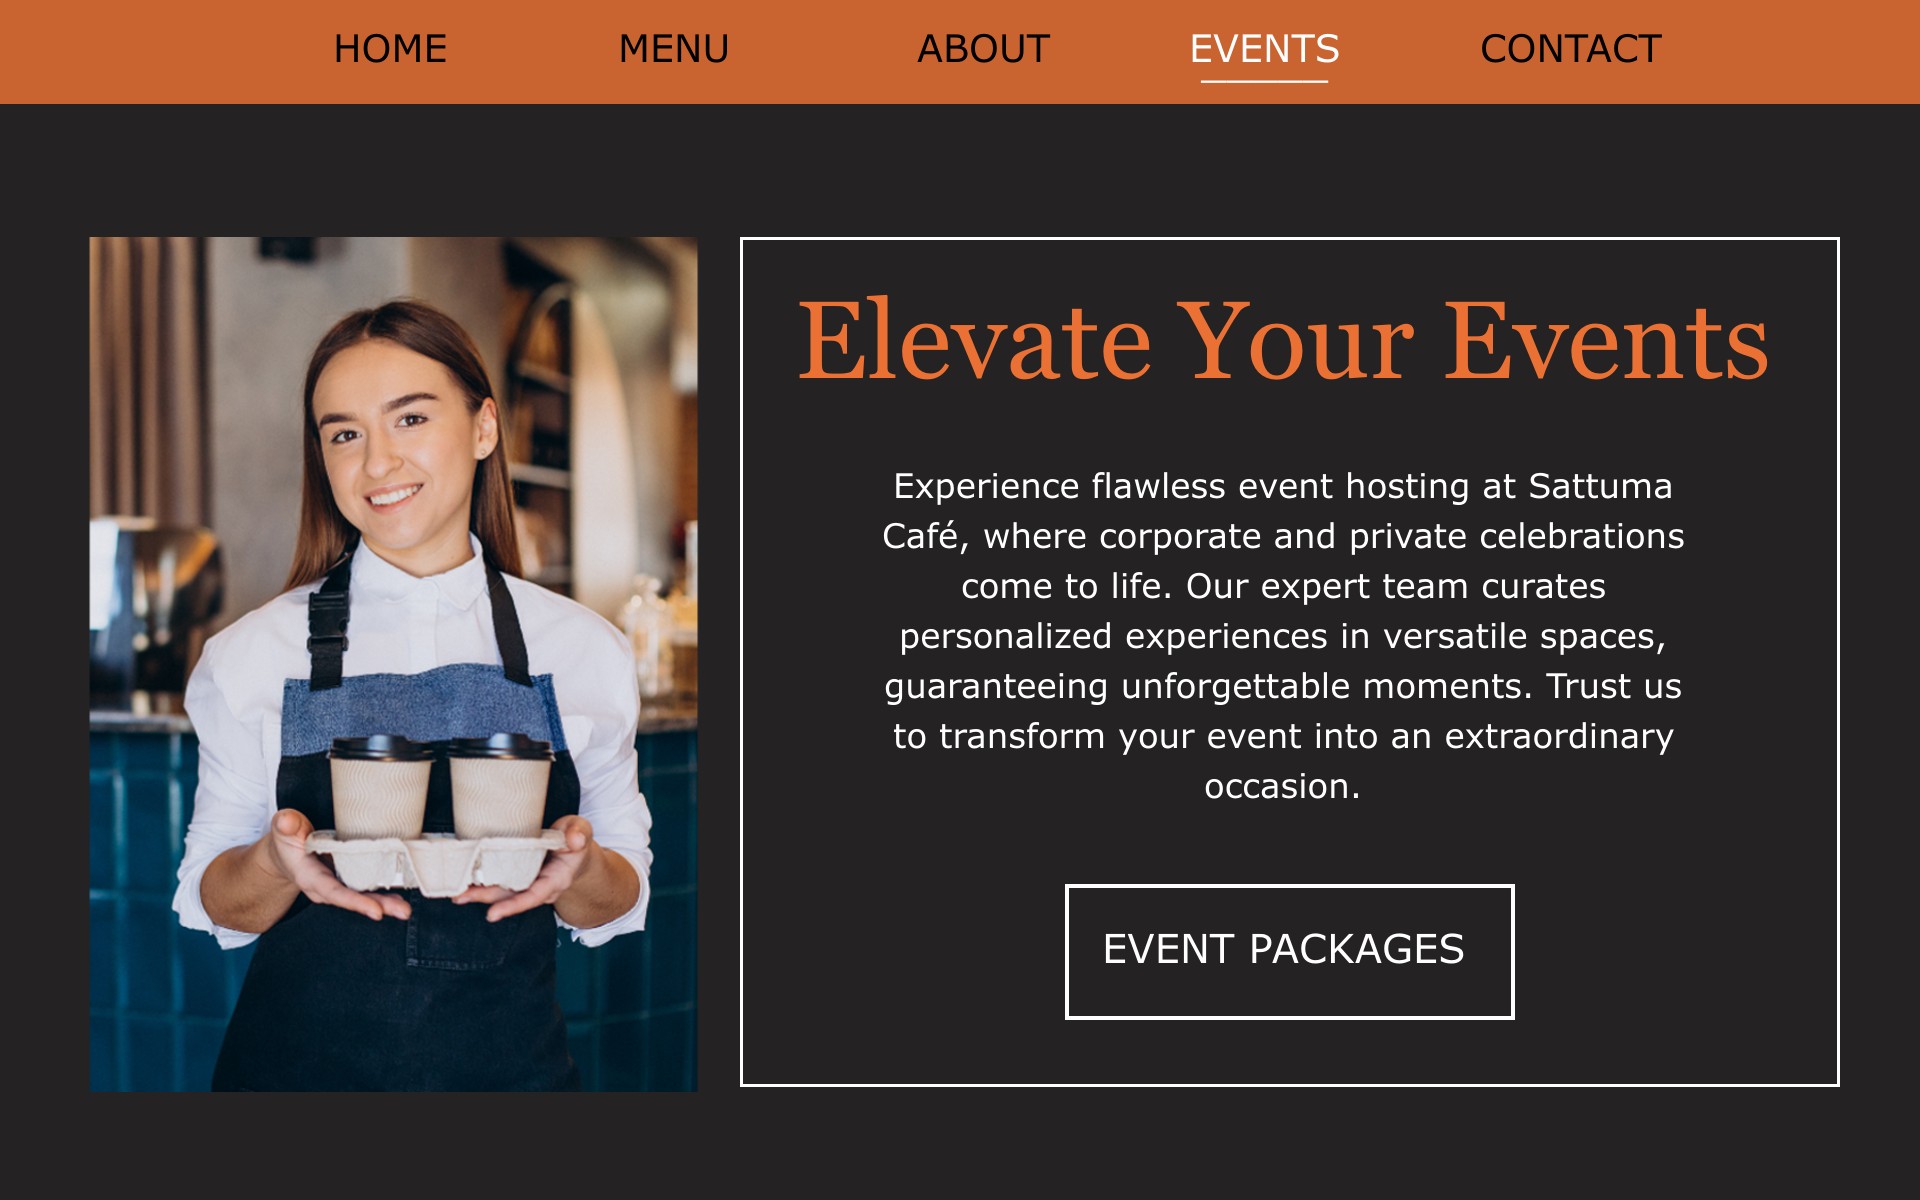 HOME MENU ABOUT EVENTS CONTACT
Elevate Your Events
Experience flawless event hosting at Sattuma
Café, where corporate and private celebrations
come to life. Our expert team curates
personalized experiences in versatile spaces,
guaranteeing unforgettable moments. Trust us
to transform your event into an extraordinary
occasion.
EVENT PACKAGES